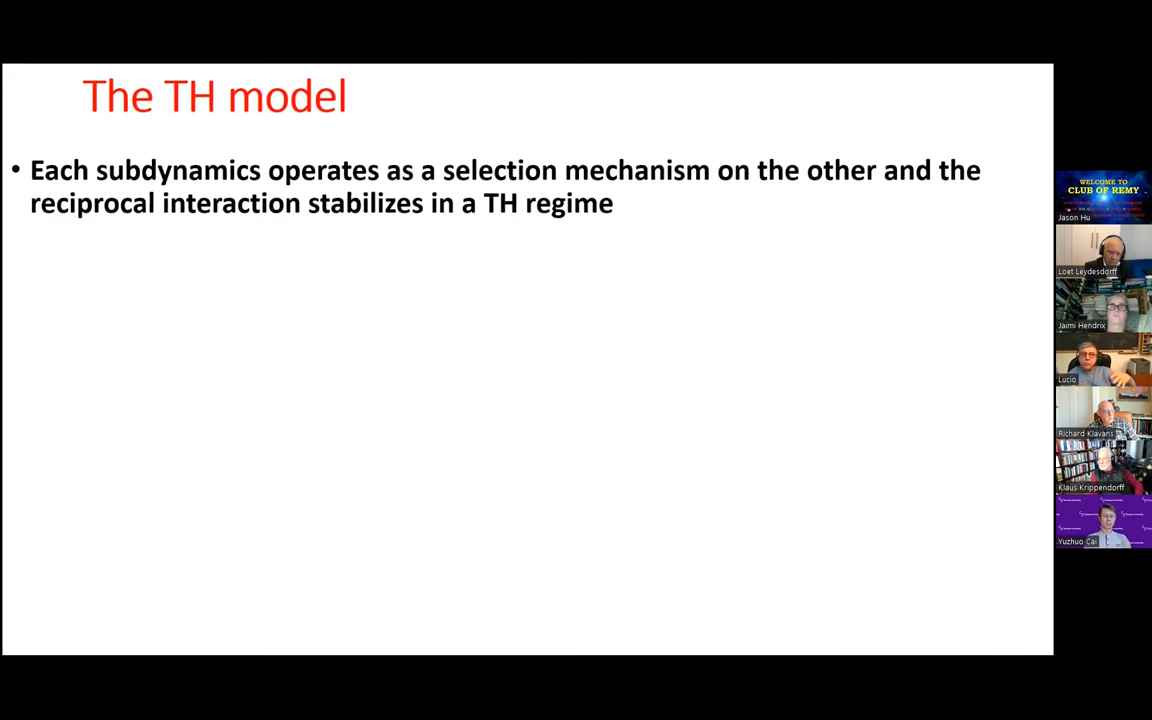 The TH model
• Each subdynamics operates as a selection mechanism on the other and the
reciprocal interaction stabilizes in a TH regime
WELCOME TO
CLUB OF REMY
Jason Hu
Loet Leydesdorff
Jaimi Hendrix
Lucio
Richard Klavans
Klaus Krippendorff
Yuzhuo Cai